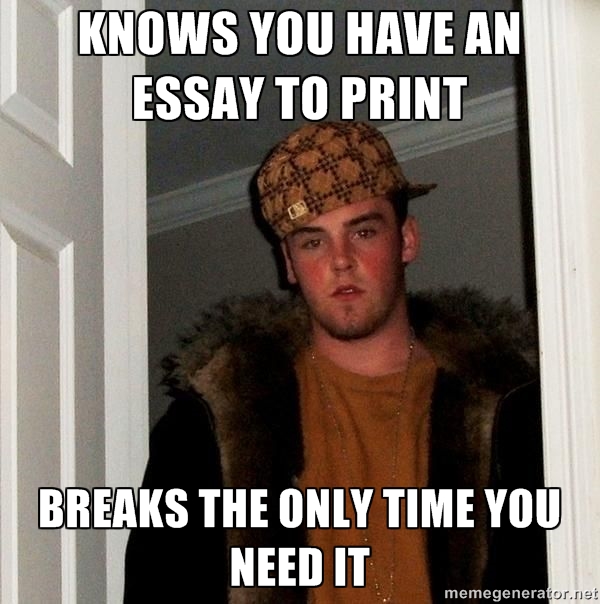 KNOWS YOU HAVE AN
ESSAY TO PRINT
BREAKS THE ONLY TIME YOU
NEED IT
memegenerator.net